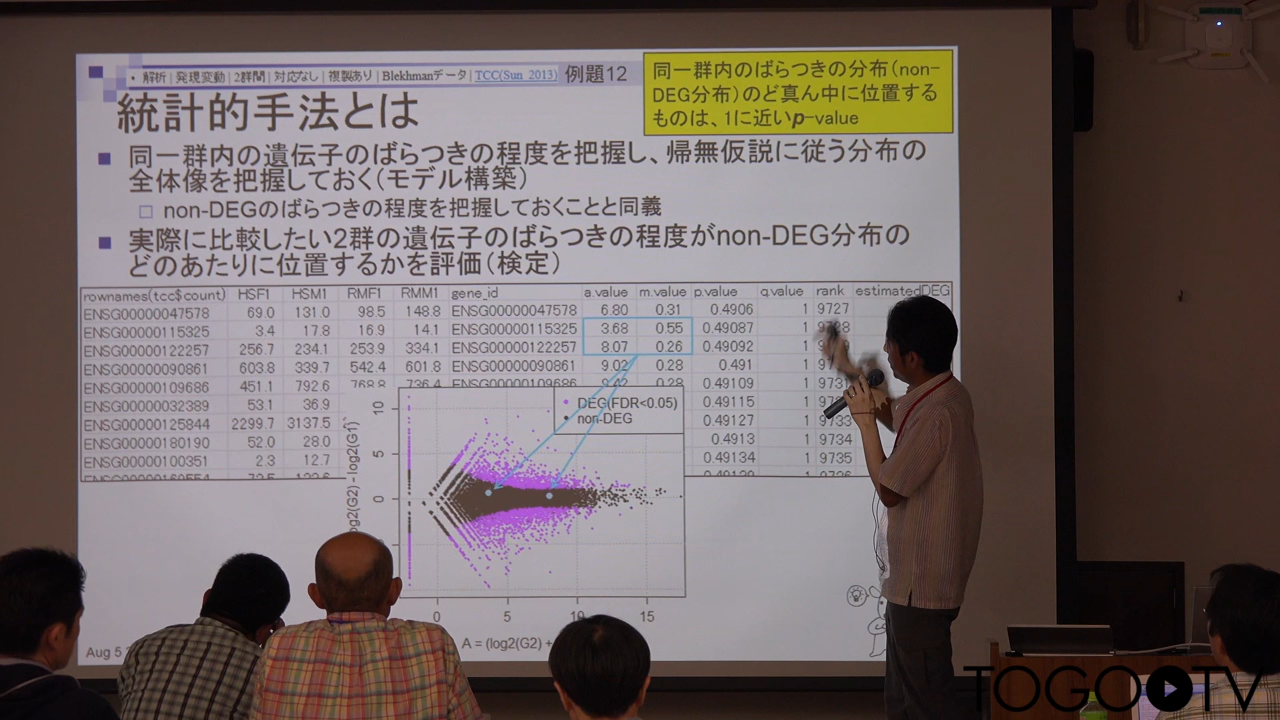 ・解析 | 発現変動 | 2群間 | 対応なし | 複製あり | Blekhmanデータ | TCC(Sun_2013) 例題12
統計的手法とは
同一群内のばらつきの分布(non-
DEG分布)のど真ん中に位置する
ものは、1に近いp-value
同一群内の遺伝子のばらつきの程度を把握し、帰無仮説に従う分布の
全体像を把握しておく(モデル構築)
non-DEGのばらつきの程度を把握しておくことと同義
実際に比較したい2群の遺伝子のばらつきの程度がnon-DEG分布の
どのあたりに位置するかを評価(検定)
rownames(tcc$count) HSF1 HSM1 RMF1 RMM1 gene_id a.value m.value p.value q.value rank estimatedDEG
ENSG00000047578 69.0 131.0 98.5 148.8 ENSG00000047578 6.80 0.31 0.4906 1 9727
ENSG00000115325 3.4 17.8 16.9 14.1 ENSG00000115325 3.68 0.55 0.49087 1
ENSG00000122257 256.7 234.1 253.9 334.1 ENSG00000122257 8.07 0.26 0.49092 1
ENSG00000090861 603.8 339.7 542.4 601.8 ENSG00000090861 9.02 0.28 0.491 1
ENSG00000109686 451.1 792.6 768.8 736.4 ENSG00000109686 9.42 0.28 0.49109 1 9731
ENSG00000032389 53.1 36.9 0.49115 1
ENSG00000125844 2299.7 3137.5 0.49127 1 9733
ENSG00000180190 52.0 28.0 0.4913 1 9734
ENSG00000100351 2.3 12.7 0.49134 1 9735
DEG(FDR<0.05)
non-DEG
10
5
0
log2(G2) - log2(G1)
0 5 10 15
A = (log2(G2) +
Aug 5
TOGO TV